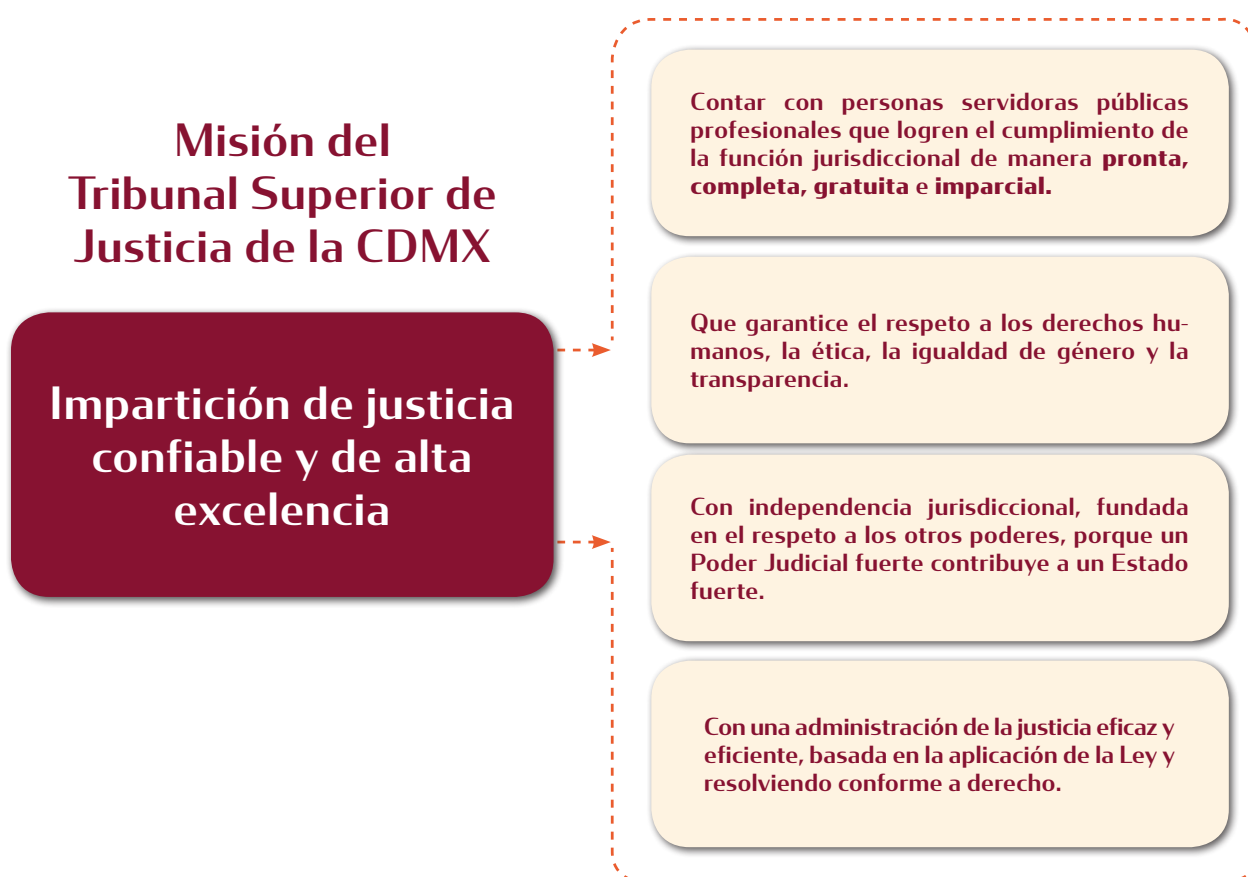 Misión del
Tribunal Superior de
Justicia de la CDMX
Impartición de justicia
confiable y de alta
excelencia
Contar con personas servidoras públicas
profesionales que logren el cumplimiento de
la función jurisdiccional de manera pronta,
completa, gratuita e imparcial.
Que garantice el respeto a los derechos hu-
manos, la ética, la igualdad de género y la
transparencia.
Con independencia jurisdiccional, fundada
en el respeto a los otros poderes, porque un
Poder Judicial fuerte contribuye a un Estado
fuerte.
Con una administración de la justicia eficaz y
eficiente, basada en la aplicación de la Ley y
resolviendo conforme a derecho.